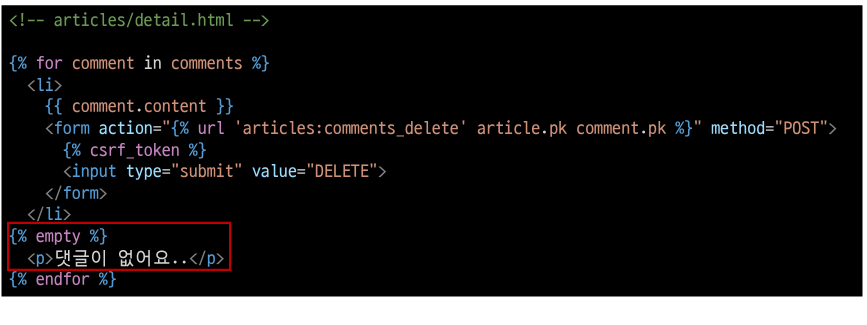 <!-- articles/detail.html -->
{% for comment in comments %}
<li>
{{ comment.content }}
<form action="{% url 'articles:comments_delete' article.pk comment.pk %}" method="POST">
{% csrf_token %}
<input type="submit" value="DELETE">
</form>
</li>
{% empty %}
<p>댓글이 없어요..</p>
{% endfor %}